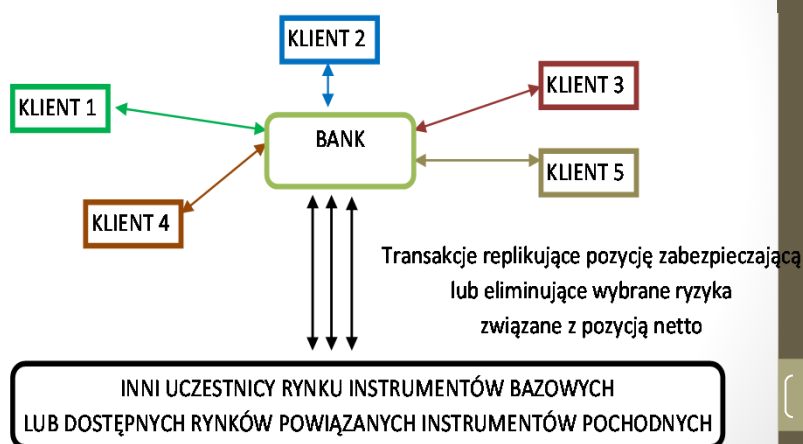 KLIENT 2
KLIENT 1
KLIENT 3
BANK
KLIENT 5
KLIENT 4
Transakcje replikujące pozycję zabezpieczającą
lub eliminujące wybrane ryzyka
związane z pozycją netto
INNI UCZESTNICY RYNKU INSTRUMENTÓW BAZOWYCH
LUB DOSTĘPNYCH RYNKÓW POWIĄZANYCH INSTRUMENTÓW POCHODNYCH